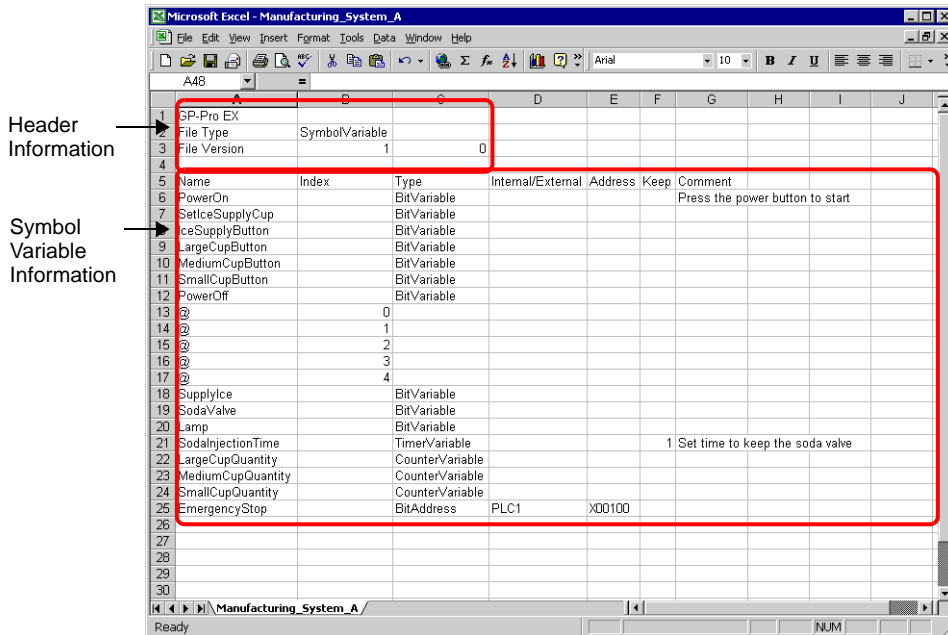 Microsoft Excel - Manufacturing_System_A
File Edit View Insert Format Tools Data Window Help
Arial 10 B I U
A48 =
A B C D E F G H I J
Header Information
1 GP-Pro EX
2 File Type SymbolVariable
3 File Version 1 0
4
Symbol Variable Information
5 Name Index Type Internal/External Address Keep Comment
6 PowerOn BitVariable Press the power button to start
7 SetIceSupplyCup BitVariable
8 IceSupplyButton BitVariable
9 LargeCupButton BitVariable
10 MediumCupButton BitVariable
11 SmallCupButton BitVariable
12 PowerOff BitVariable
13 @ 0
14 @ 1
15 @ 2
16 @ 3
17 @ 4
18 SupplyIce BitVariable
19 SodaValve BitVariable
20 Lamp BitVariable
21 SodaInjectionTime TimerVariable 1 Set time to keep the soda valve
22 LargeCupQuantity CounterVariable
23 MediumCupQuantity CounterVariable
24 SmallCupQuantity CounterVariable
25 EmergencyStop BitAddress PLC1 X00100
26
27
28
29
30
Manufacturing_System_A
Ready NUM